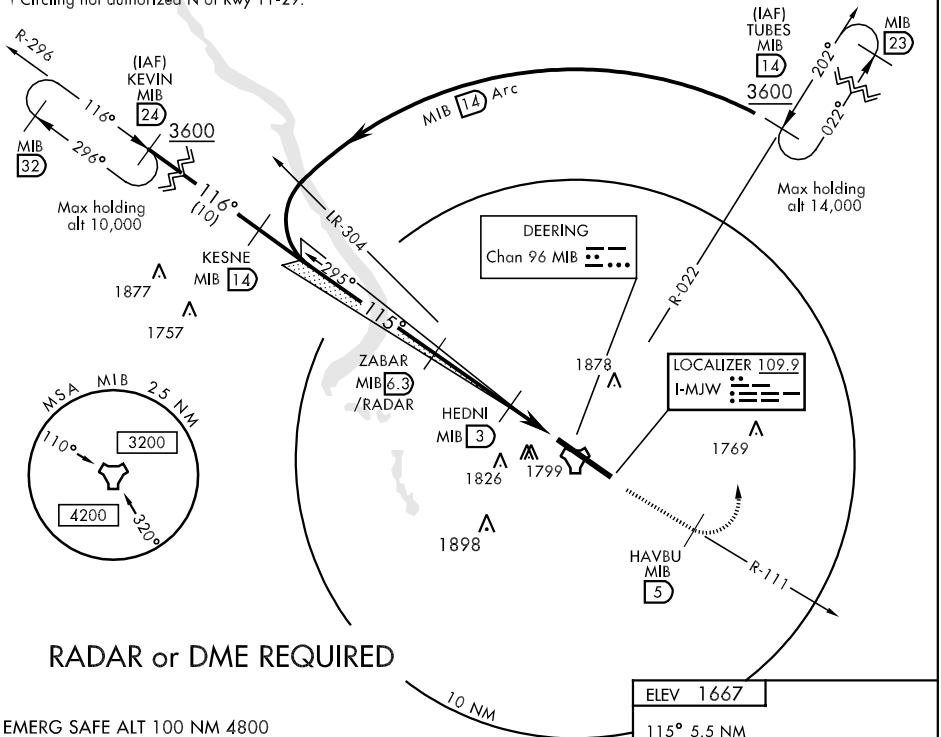 Circling not authorized N of Rwy 11-29.
R-296
(IAF)
KEVIN
MIB
24
3600
116°
296°
MIB
32
Max holding
alt 10,000
116°
(10)
KESNE
MIB 14
1877
1757
MIB 14 Arc
LR-304
295°
115°
(IAF)
TUBES
MIB
14
3600
MIB
23
202°
022°
Max holding
alt 14,000
R-022
DEERING
Chan 96 MIB
LOCALIZER 109.9
I-MJW
ZABAR
MIB 6.3
/RADAR
HEDNI
MIB 3
1878
1769
1826
1799
1898
HAVBU
MIB
5
R-111
MSA MIB 25 NM
110°
3200
4200
320°
RADAR or DME REQUIRED
10 NM
EMERG SAFE ALT 100 NM 4800
ELEV 1667
115° 5.5 NM